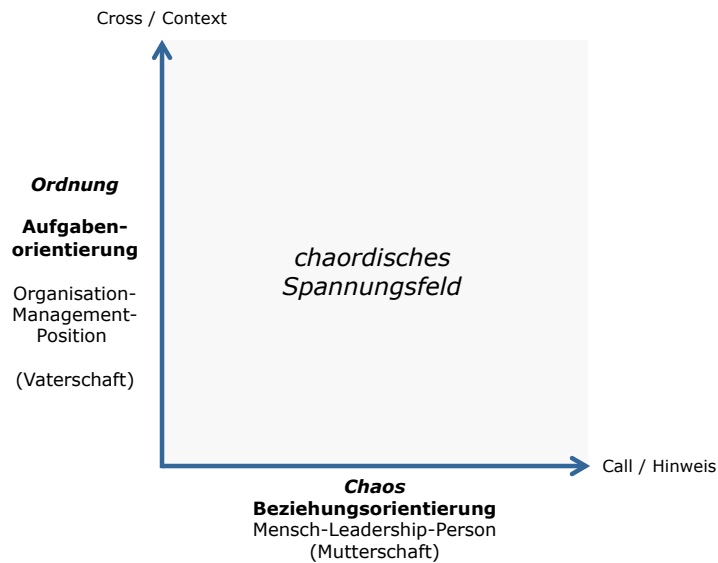 Cross / Context
Ordnung
Aufgaben-
orientierung
Organisation-
Management-
Position
(Vaterschaft)
chaordisches
Spannungsfeld
Call / Hinweis
Chaos
Beziehungsorientierung
Mensch-Leadership-Person
(Mutterschaft)